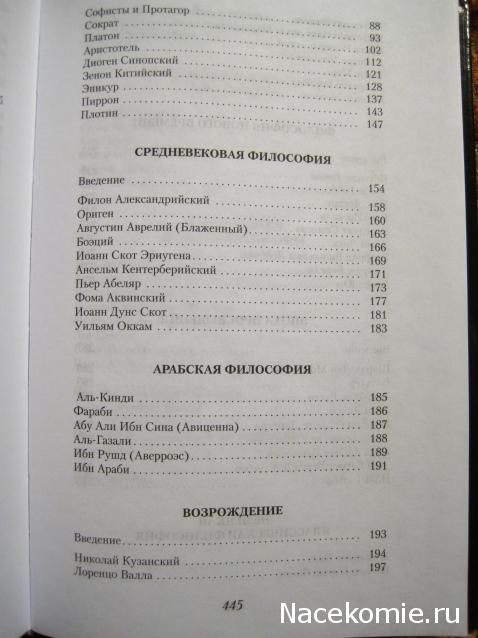 Софисты и Протагор 88
Сократ 93
Платон 102
Аристотель 112
Диоген Синопский 121
Зенон Китийский 128
Эпикур 137
Пиррон 143
Плотин 147
СРЕДНЕВЕКОВАЯ ФИЛОСОФИЯ
Введение 154
Филон Александрийский 158
Ориген 160
Августин Аврелий (Блаженный) 163
Боэций 166
Иоанн Скот Эриугена 169
Ансельм Кентерберийский 171
Пьер Абеляр 173
Фома Аквинский 177
Иоанн Дунс Скот 181
Уильям Оккам 183
АРАБСКАЯ ФИЛОСОФИЯ
Аль-Кинди 185
Фараби 186
Абу Али Ибн Сина (Авиценна) 187
Аль-Газали 188
Ибн Рушд (Аверроэс) 189
Ибн Араби 191
ВОЗРОЖДЕНИЕ
Введение 193
Николай Кузанский 194
Лоренцо Валла 197
445
Nacekomie.ru